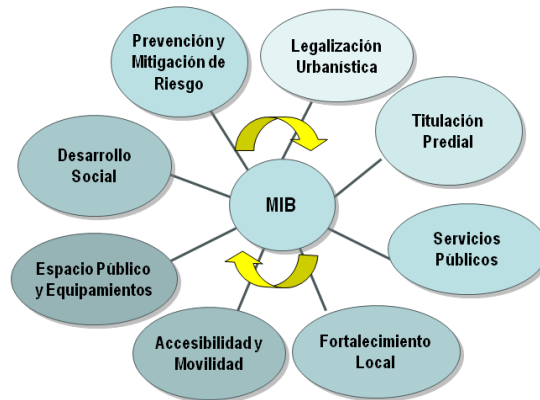 Prevención y
Mitigación de
Riesgo
Legalización
Urbanística
Titulación
Predial
Desarrollo
Social
MIB
Servicios
Públicos
Espacio Público
y Equipamientos
Accesibilidad y
Movilidad
Fortalecimiento
Local